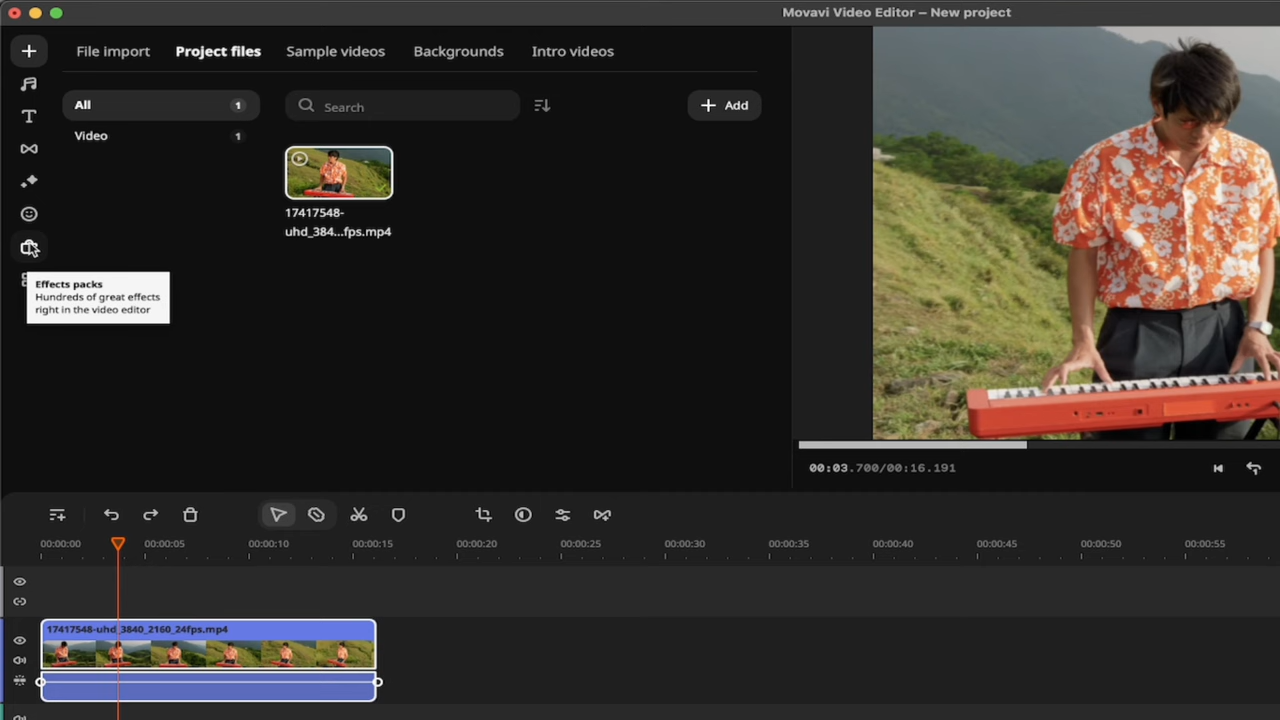 Movavi Video Editor – New project
File import Project files Sample videos Backgrounds Intro videos
All 1
Search
Add
Video 1
17417548-
uhd_384...fps.mp4
Effects packs
Hundreds of great effects
right in the video editor
00:03.700/00:16.191
00:00:00 00:00:05 00:00:10 00:00:15 00:00:20 00:00:25 00:00:30 00:00:35 00:00:40 00:00:45 00:00:50 00:00:55
17417548-uhd_3840_2160_24fps.mp4